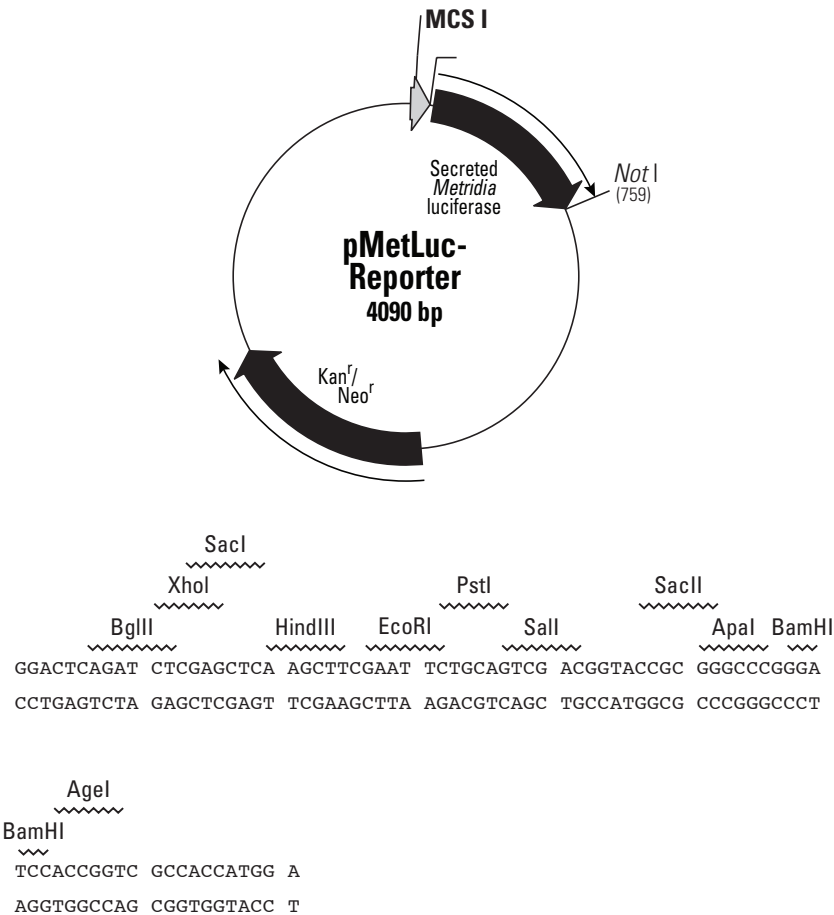 MCS I
Secreted
Metridia
luciferase
Not I
(759)
pMetLuc-
Reporter
4090 bp
Kanr/
Neor
SacI
XhoI PstI SacII
BglII HindIII EcoRI SalI ApaI BamHI
GGACTCAGAT CTCGAGCTCA AGCTTCGAAT TCTGCAGTCG ACGGTACCGC GGGCCCGGGA
CCTGAGTCTA GAGCTCGAGT TCGAAGCTTA AGACGTCAGC TGCCATGGCG CCCGGGCCCT
AgeI
BamHI
TCCACCGGTC GCCACCATGG A
AGGTGGCCAG CGGTGGTACC T